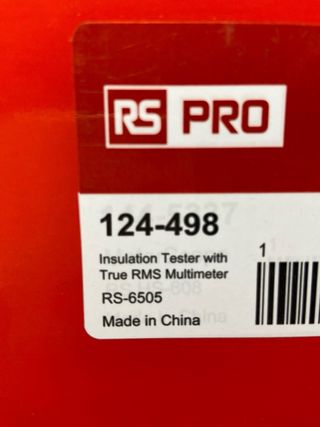 RS PRO
124-498
Insulation Tester with
True RMS Multimeter
RS-6505
Made in China
1